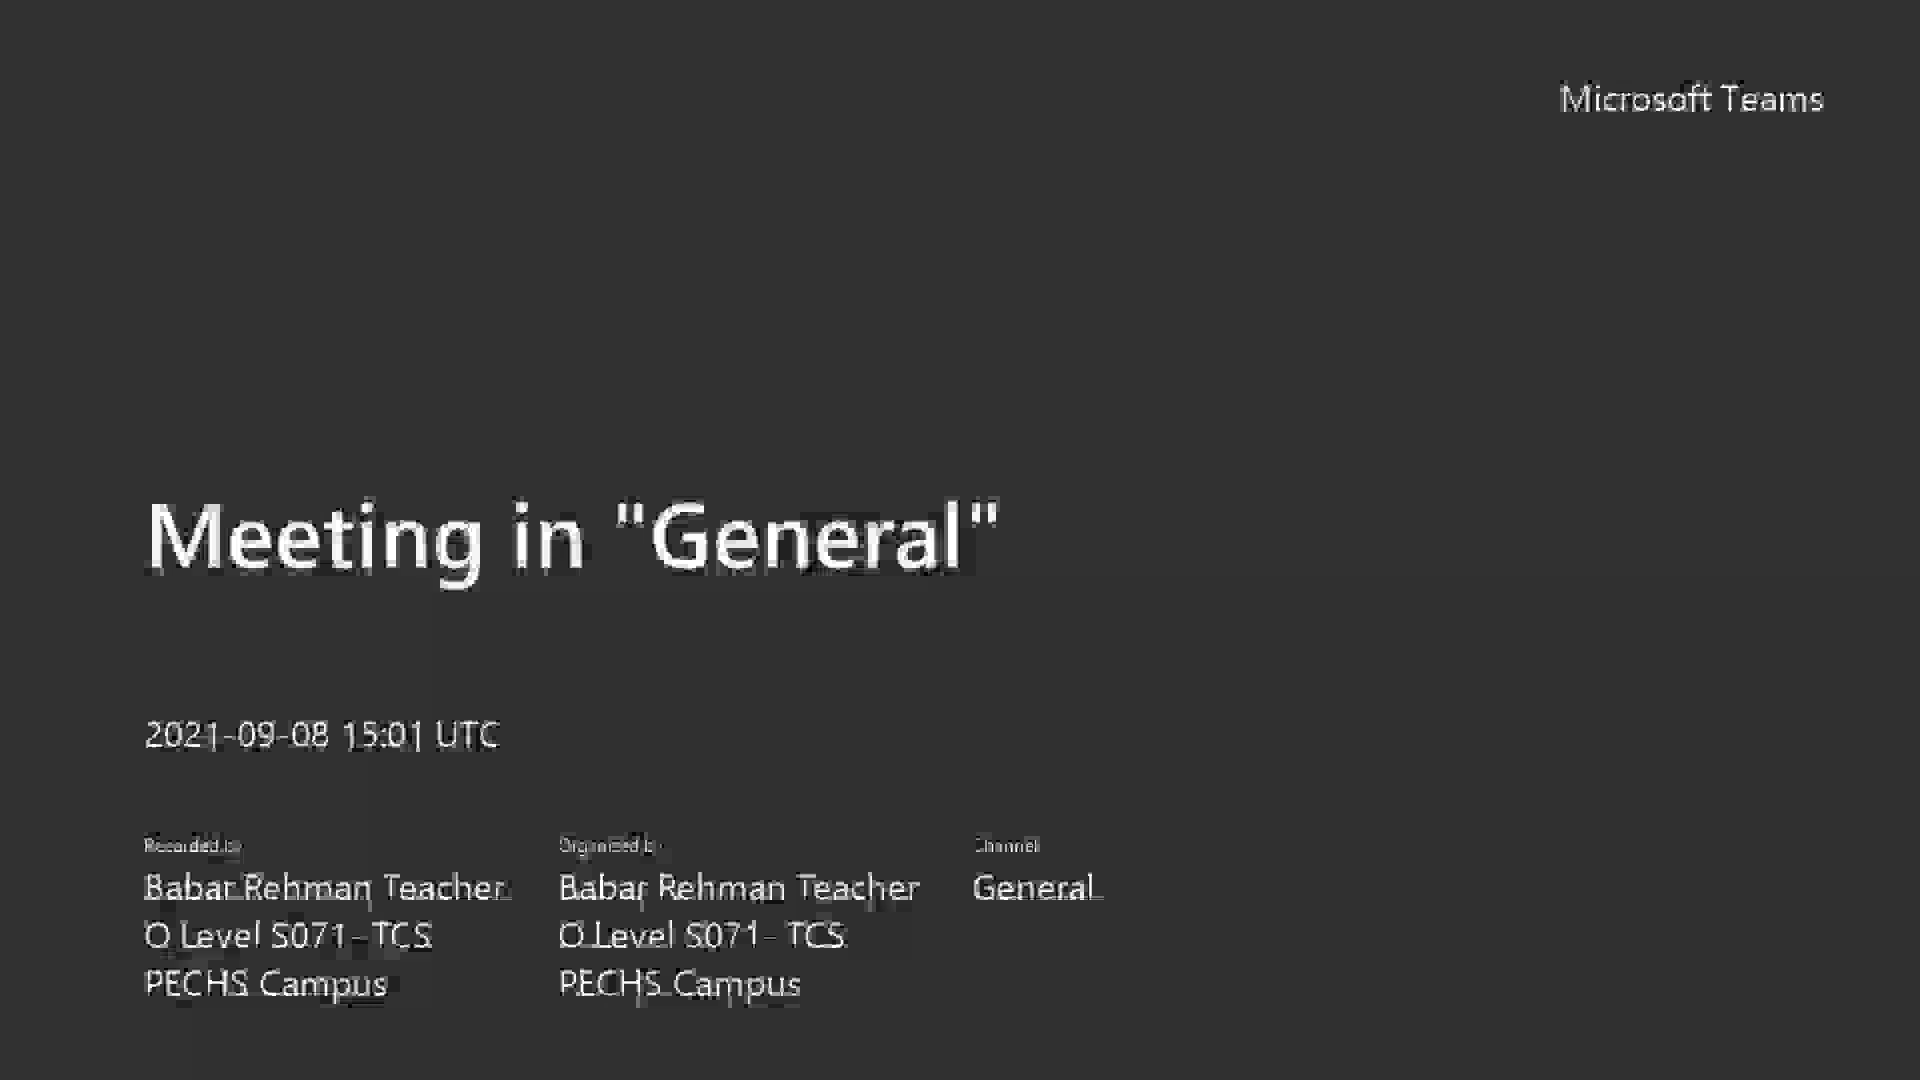 Microsoft Teams
Meeting in "General"
2021-09-08 15:01 UTC
Recorded by
Organized by
Channel
Babar Rehman Teacher
Babar Rehman Teacher
General
O Level S071- TCS
O Level S071- TCS
PECHS Campus
PECHS Campus